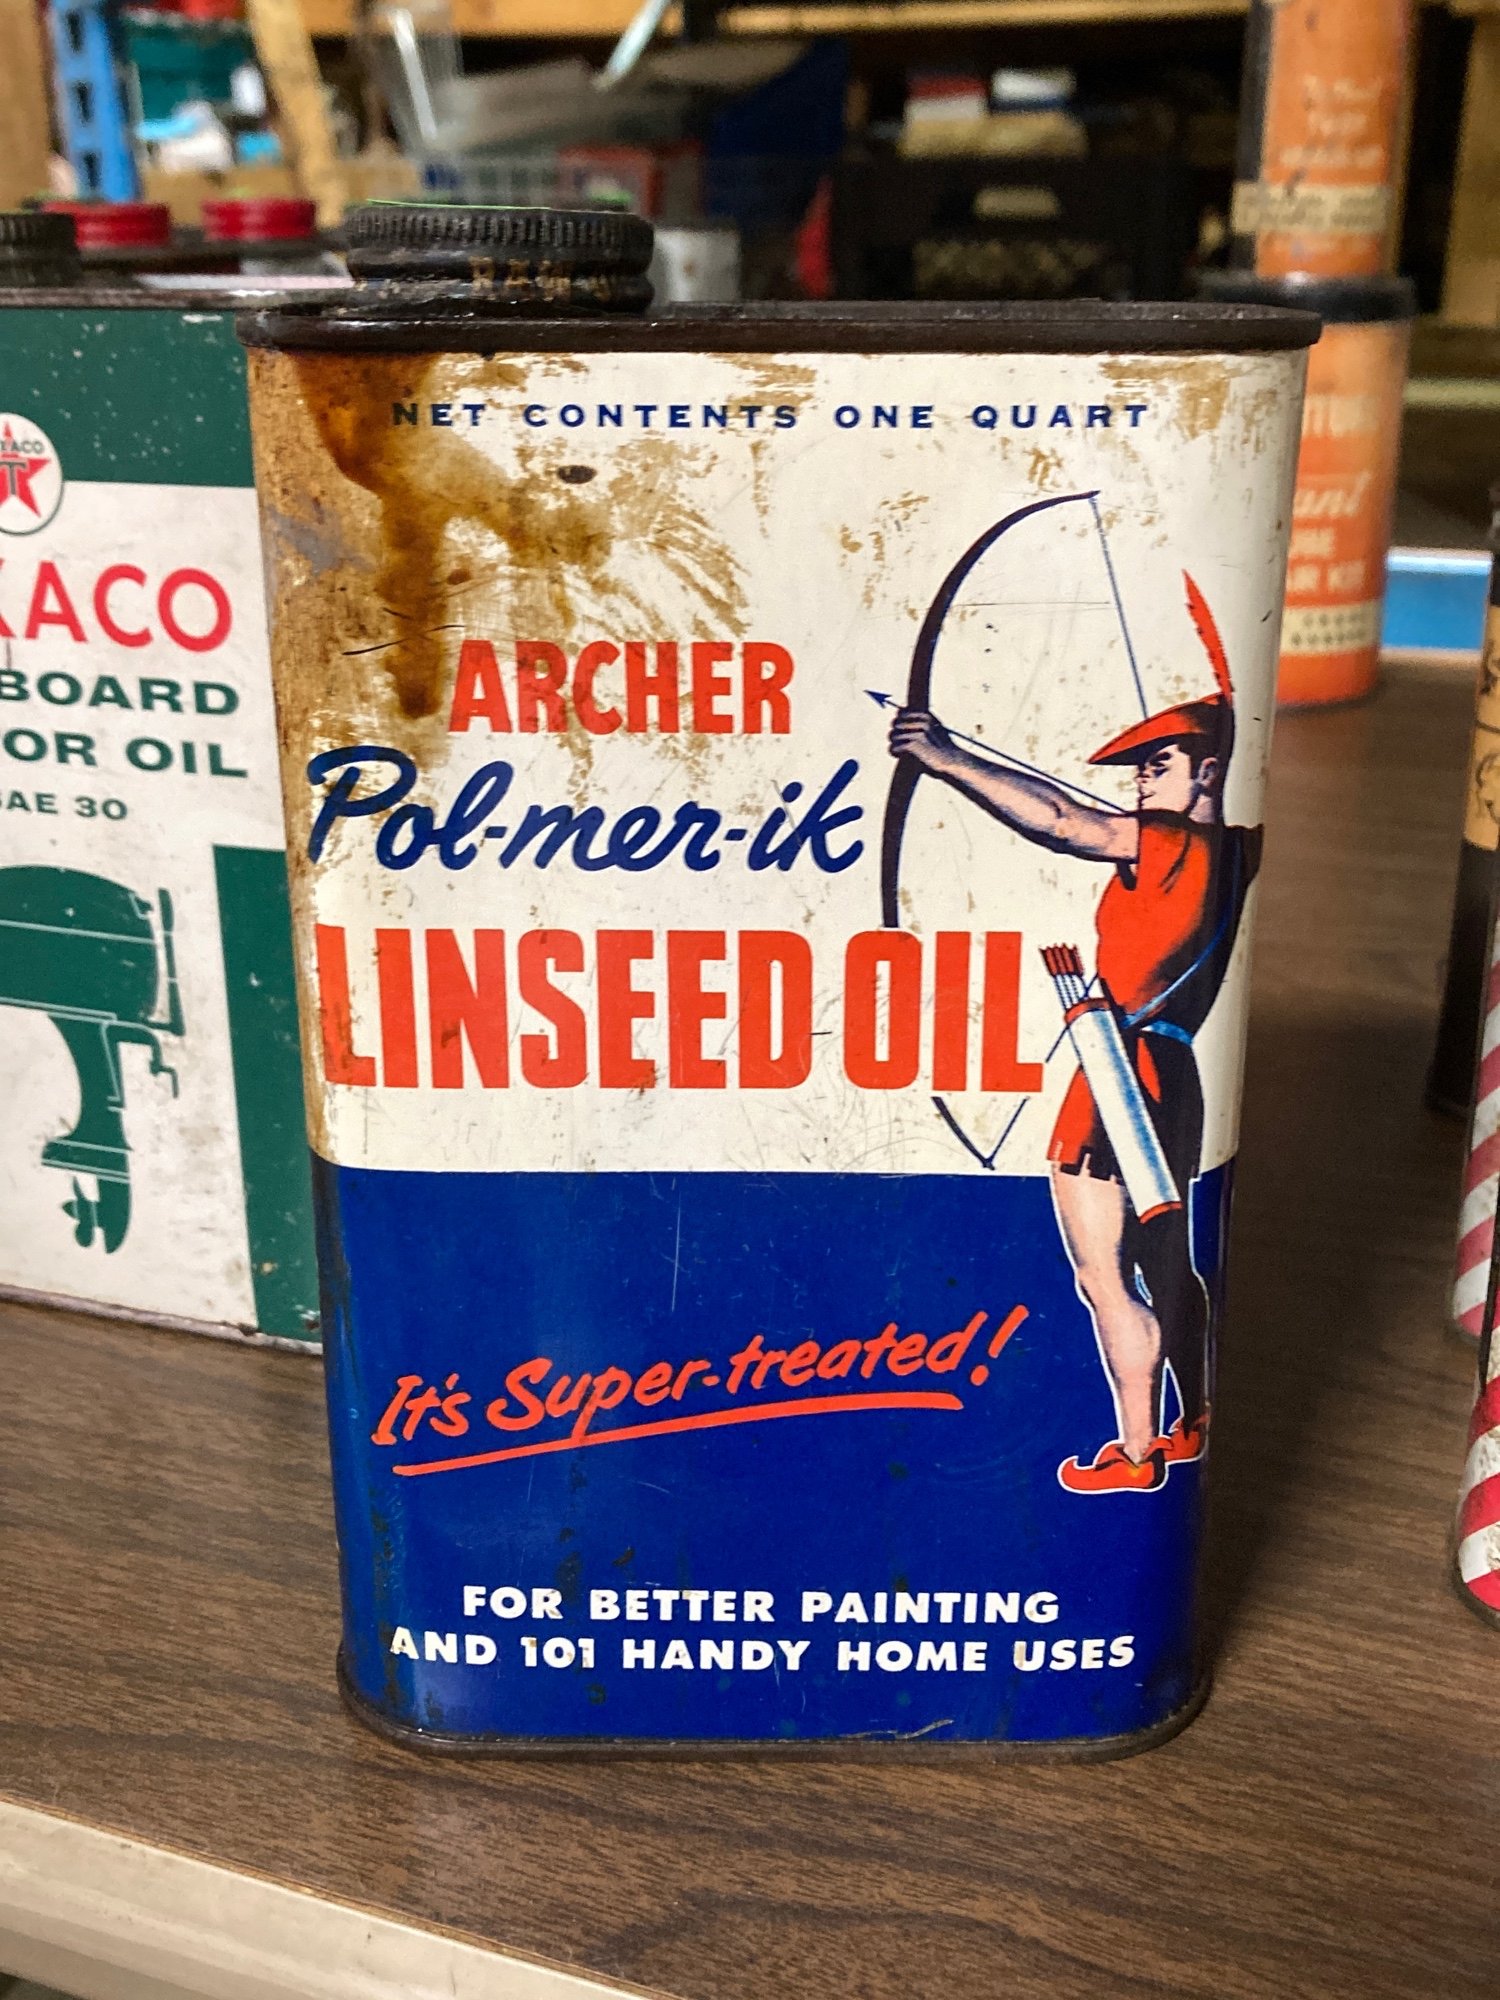 NET CONTENTS ONE QUART
ARCHER
Pol-mer-ik
LINSEED OIL
It's Super-treated!
FOR BETTER PAINTING
AND 101 HANDY HOME USES
EXACO
T
XACO
BOARD
OR OIL
SAE 30